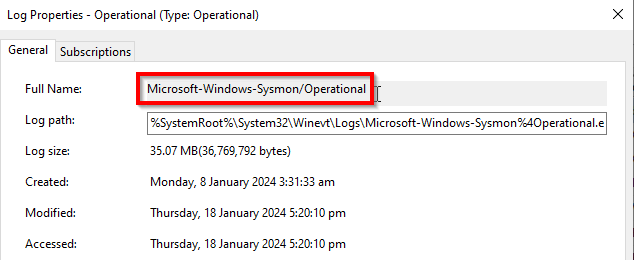 Log Properties - Operational (Type: Operational)
General Subscriptions
Full Name: Microsoft-Windows-Sysmon/Operational
Log path: %SystemRoot%\System32\Winevt\Logs\Microsoft-Windows-Sysmon%4Operational.e
Log size: 35.07 MB(36,769,792 bytes)
Created: Monday, 8 January 2024 3:31:33 am
Modified: Thursday, 18 January 2024 5:20:10 pm
Accessed: Thursday, 18 January 2024 5:20:10 pm